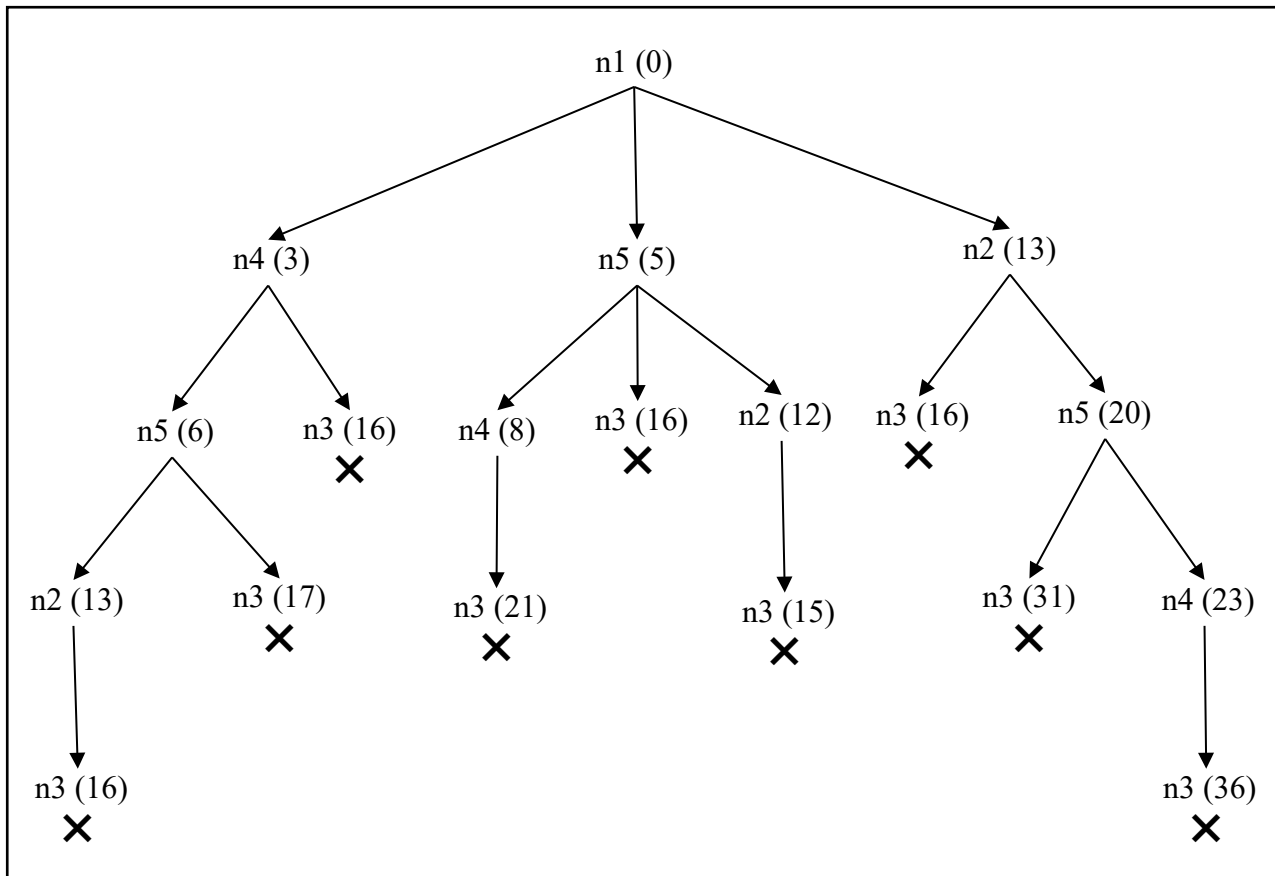 n1 (0)
n4 (3)
n5 (5)
n2 (13)
n5 (6)
n3 (16)
n4 (8)
n3 (16)
n2 (12)
n3 (16)
n5 (20)
n2 (13)
n3 (17)
n3 (21)
n3 (15)
n3 (31)
n4 (23)
n3 (16)
n3 (36)